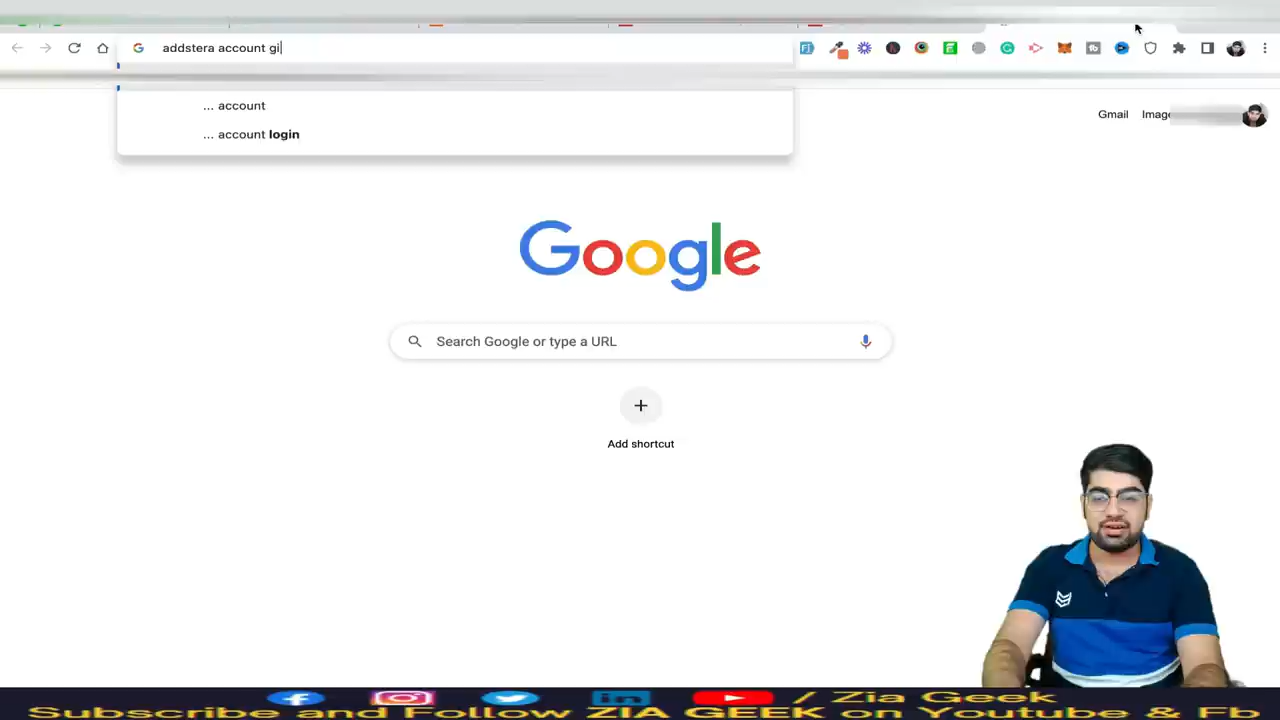 addstera account gi
... account
... account login
Gmail Image
Google
Search Google or type a URL
Add shortcut
/ Zia Geek
Subscribe and Follow ZIA GEEK on Youtube & Fb